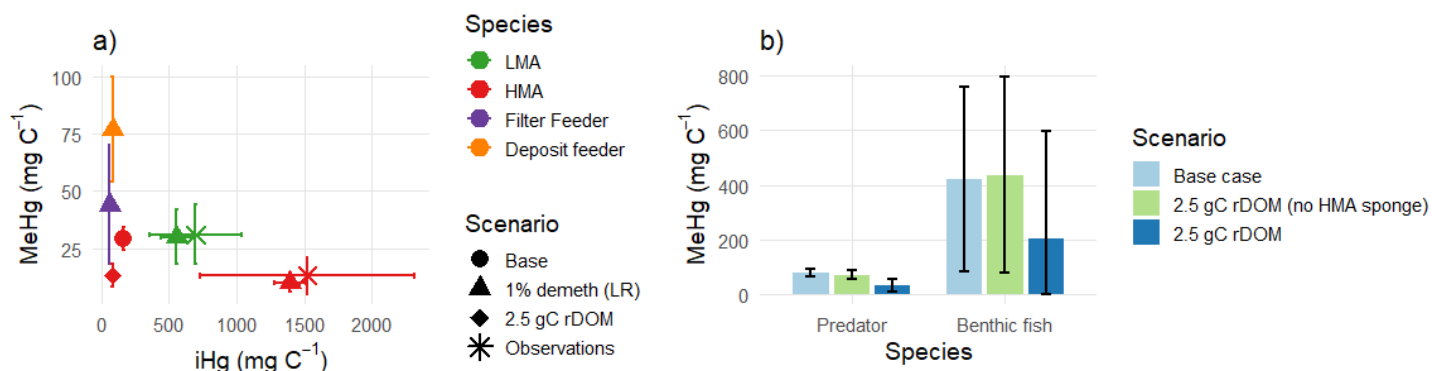 a)
MeHg (mg C⁻¹)
100
75
50
25
0
500
1000
1500
2000
iHg (mg C⁻¹)
Species
LMA
HMA
Filter Feeder
Deposit feeder
Scenario
Base
1% demeth (LR)
2.5 gC rDOM
Observations
b)
MeHg (mg C⁻¹)
800
600
400
200
0
Predator
Benthic fish
Species
Scenario
Base case
2.5 gC rDOM (no HMA sponge)
2.5 gC rDOM